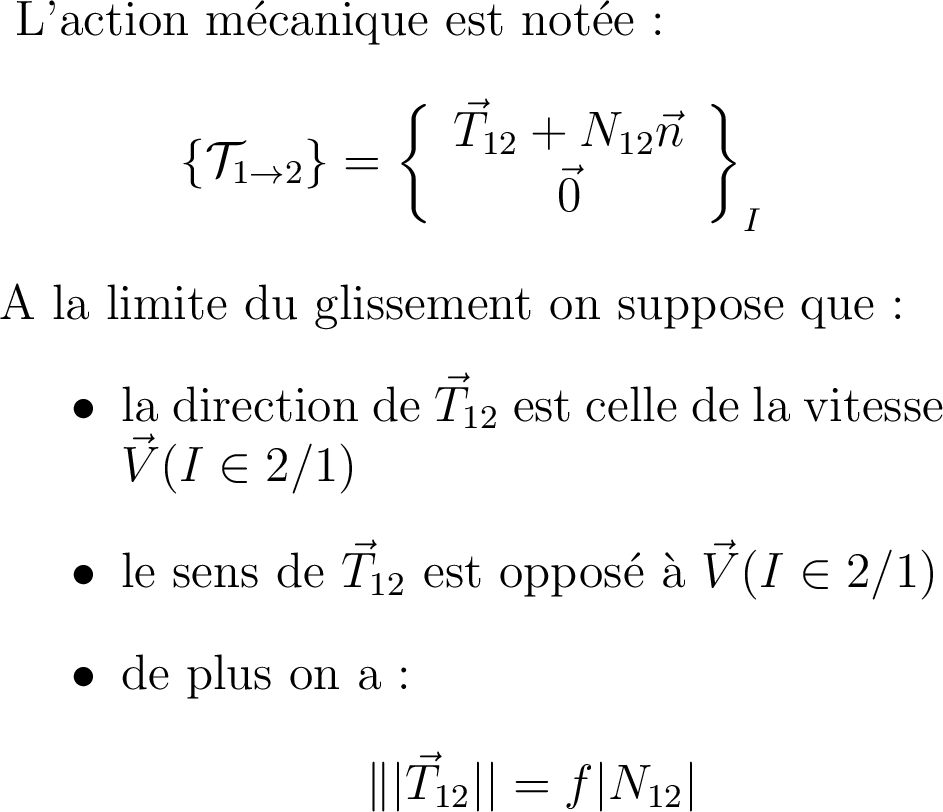 L'action mécanique est notée :
$\{\mathcal{T}_{1\to 2}\} = \left\{ \begin{array}{c} \vec{T}_{12} + N_{12}\vec{n} \\ \vec{0} \end{array} \right\}_I$
A la limite du glissement on suppose que :
• la direction de $\vec{T}_{12}$ est celle de la vitesse
$\vec{V}(I \in 2/1)$
• le sens de $\vec{T}_{12}$ est opposé à $\vec{V}(I \in 2/1)$
• de plus on a :
$\||\vec{T}_{12}|| = f|N_{12}|$